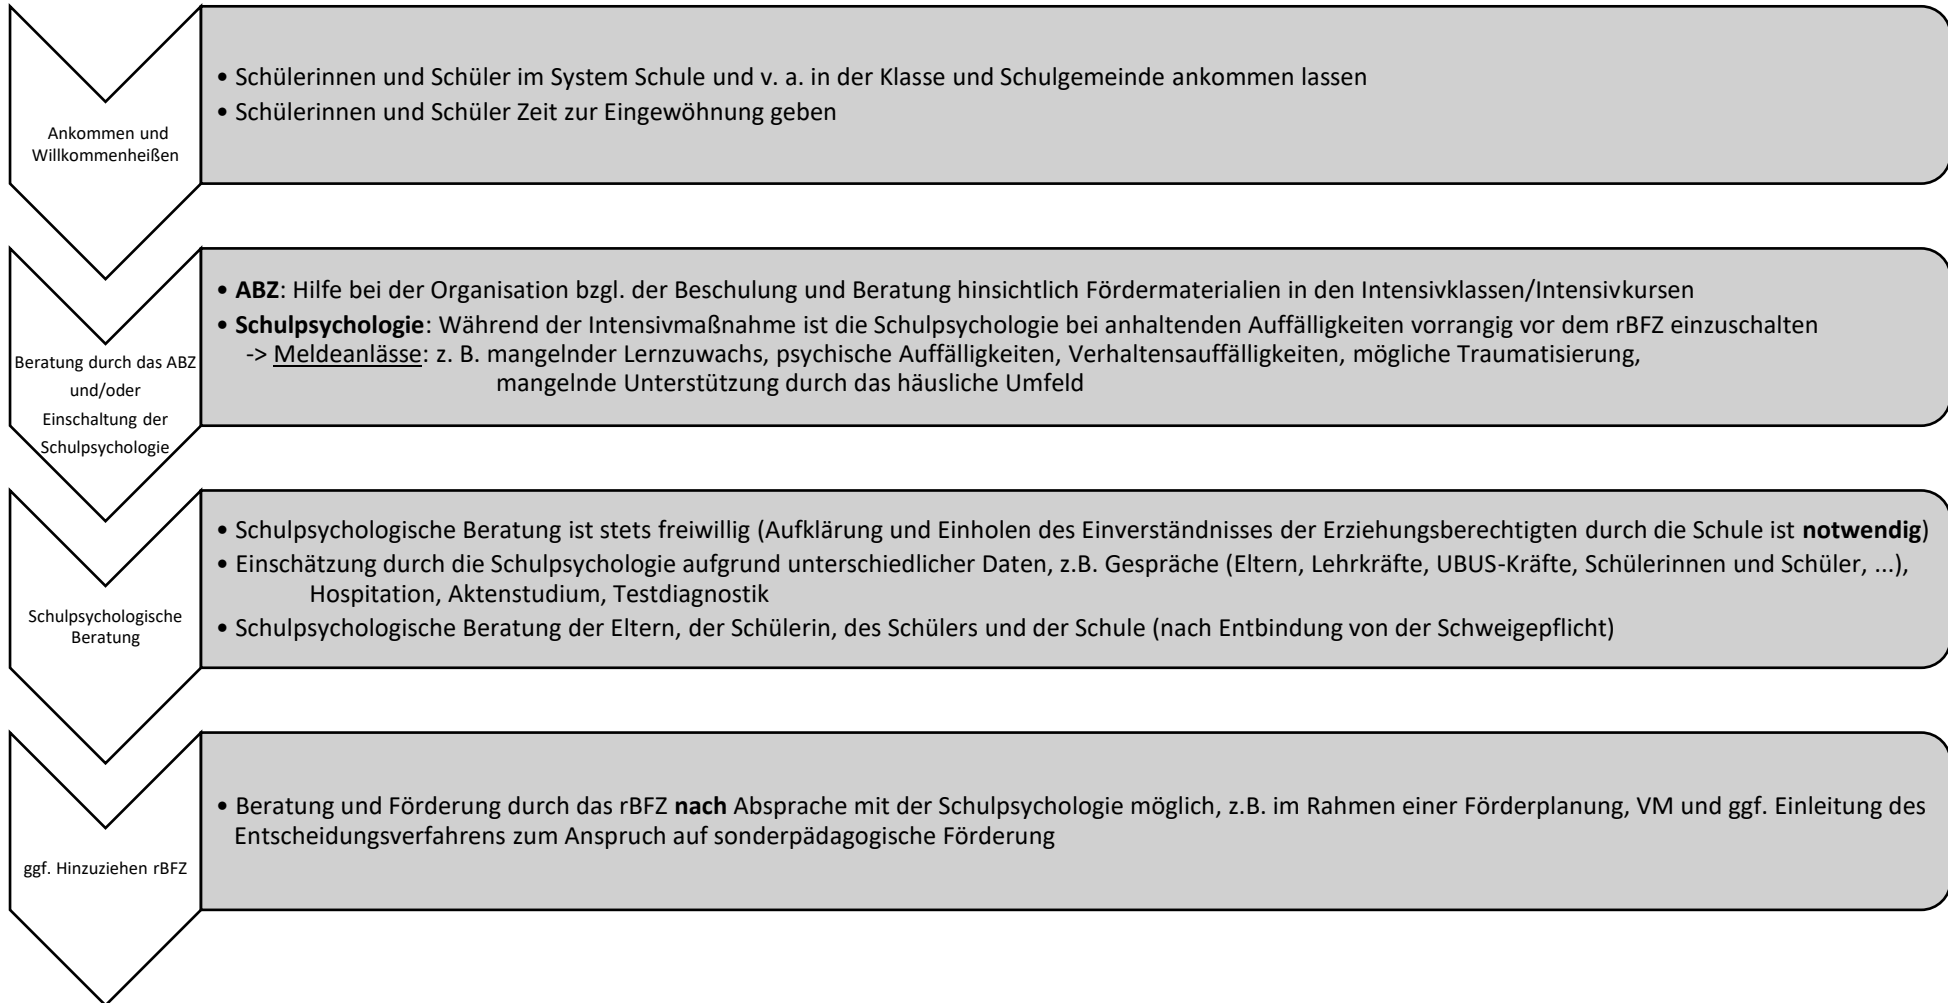 Ankommen und
Willkommenheißen
• Schülerinnen und Schüler im System Schule und v. a. in der Klasse und Schulgemeinde ankommen lassen
• Schülerinnen und Schüler Zeit zur Eingewöhnung geben
Beratung durch das ABZ
und/oder
Einschaltung der
Schulpsychologie
• ABZ: Hilfe bei der Organisation bzgl. der Beschulung und Beratung hinsichtlich Fördermaterialien in den Intensivklassen/Intensivkursen
• Schulpsychologie: Während der Intensivmaßnahme ist die Schulpsychologie bei anhaltenden Auffälligkeiten vorrangig vor dem rBFZ einzuschalten
-> Meldeanlässe: z. B. mangelnder Lernzuwachs, psychische Auffälligkeiten, Verhaltensauffälligkeiten, mögliche Traumatisierung,
mangelnde Unterstützung durch das häusliche Umfeld
Schulpsychologische
Beratung
• Schulpsychologische Beratung ist stets freiwillig (Aufklärung und Einholen des Einverständnisses der Erziehungsberechtigten durch die Schule ist notwendig)
• Einschätzung durch die Schulpsychologie aufgrund unterschiedlicher Daten, z.B. Gespräche (Eltern, Lehrkräfte, UBUS-Kräfte, Schülerinnen und Schüler, ...),
Hospitation, Aktenstudium, Testdiagnostik
• Schulpsychologische Beratung der Eltern, der Schülerin, des Schülers und der Schule (nach Entbindung von der Schweigepflicht)
ggf. Hinzuziehen rBFZ
• Beratung und Förderung durch das rBFZ nach Absprache mit der Schulpsychologie möglich, z.B. im Rahmen einer Förderplanung, VM und ggf. Einleitung des
Entscheidungsverfahrens zum Anspruch auf sonderpädagogische Förderung